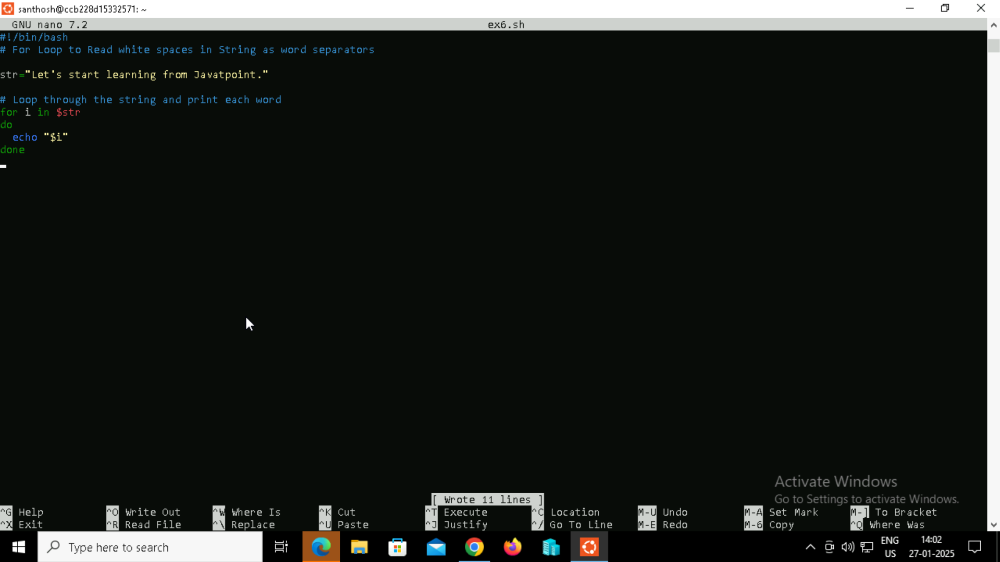 santhosh@ccb228d15332571: ~
GNU nano 7.2 ex6.sh
#!/bin/bash
# For Loop to Read white spaces in String as word separators
str="Let's start learning from Javatpoint."
# Loop through the string and print each word
for i in $str
do
  echo "$i"
done
Activate Windows
Go to Settings to activate Windows.
[ Wrote 11 lines ]
^G Help ^O Write Out ^W Where Is ^K Cut ^T Execute ^C Location M-U Undo M-A Set Mark M-] To Bracket
^X Exit ^R Read File ^\ Replace ^U Paste ^J Justify ^/ Go To Line M-E Redo M-6 Copy ^Q Where Was
Type here to search
ENG
US
14:02
27-01-2025